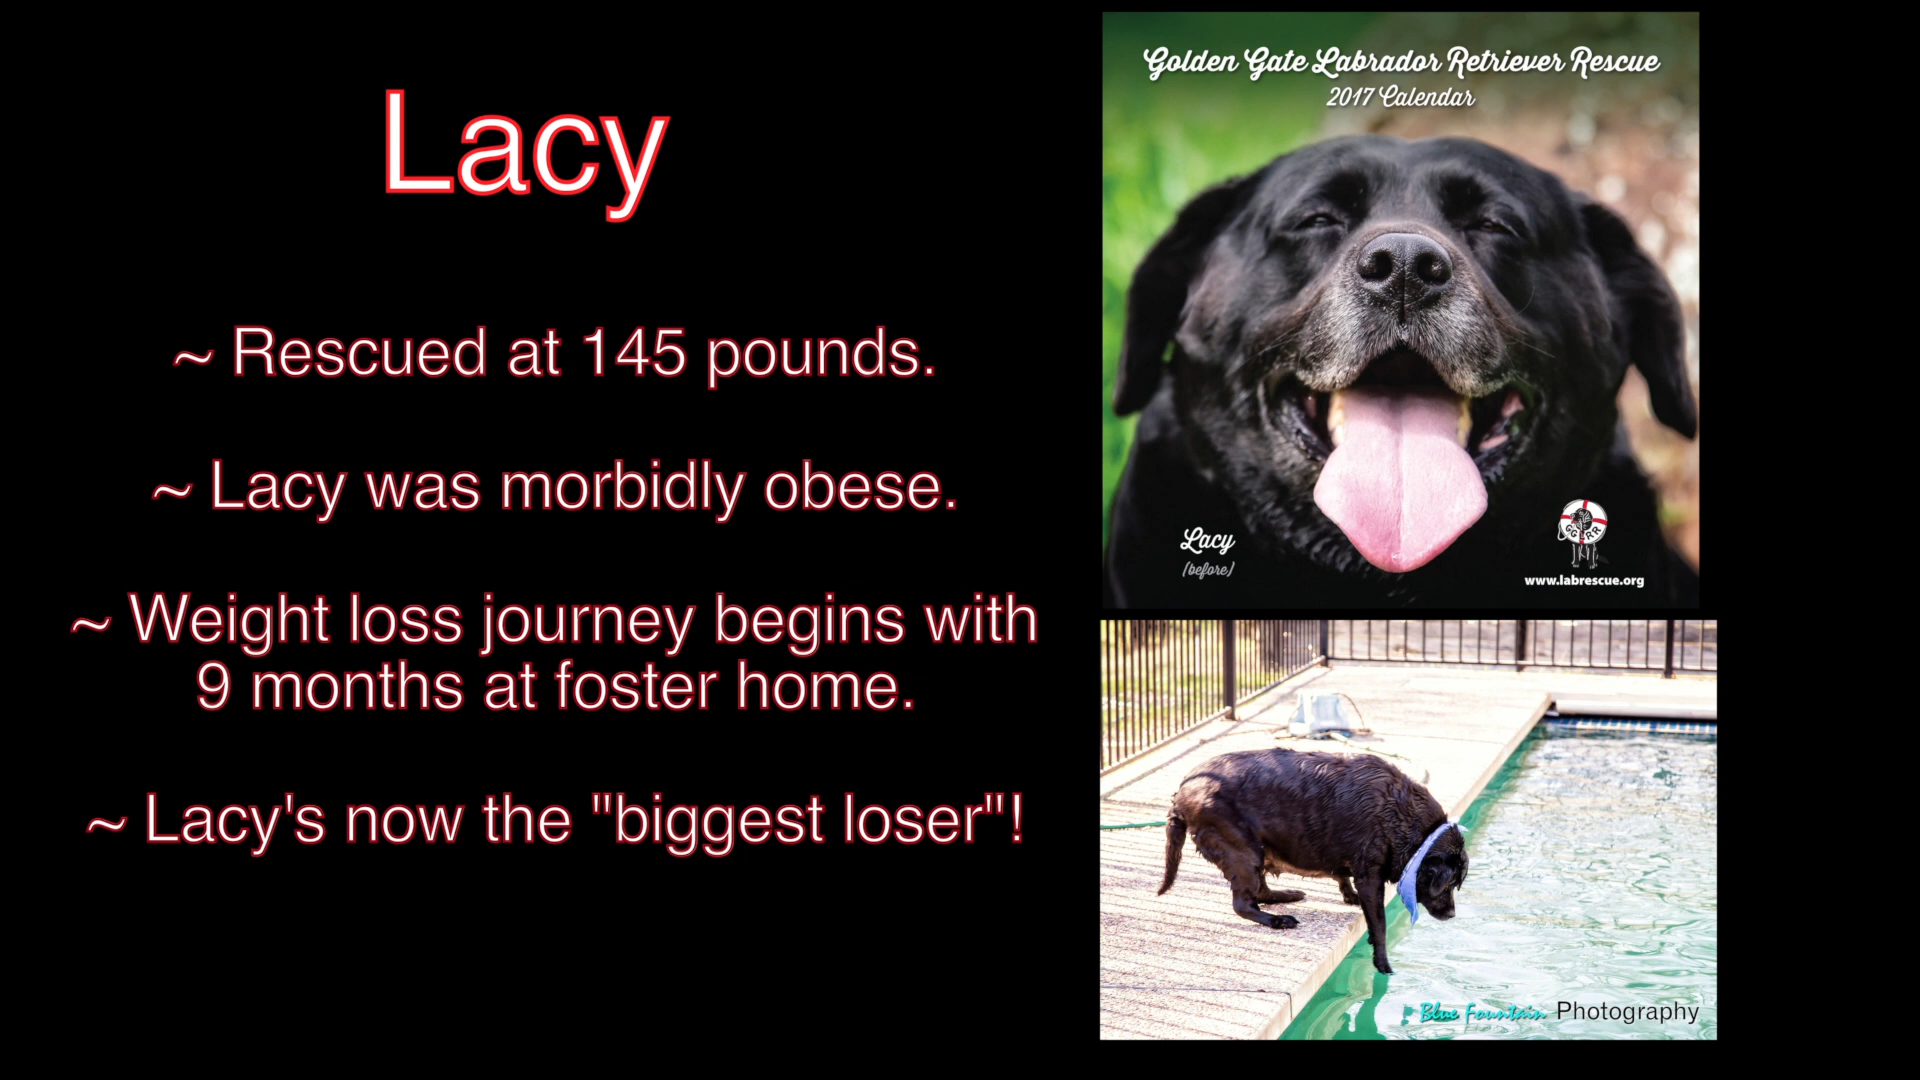 Lacy
~ Rescued at 145 pounds.
~ Lacy was morbidly obese.
~ Weight loss journey begins with
9 months at foster home.
~ Lacy's now the "biggest loser"!
Golden Gate Labrador Retriever Rescue
2017 Calendar
Lacy
(before)
GGLRR
www.labrescue.org
Blue Fountain Photography